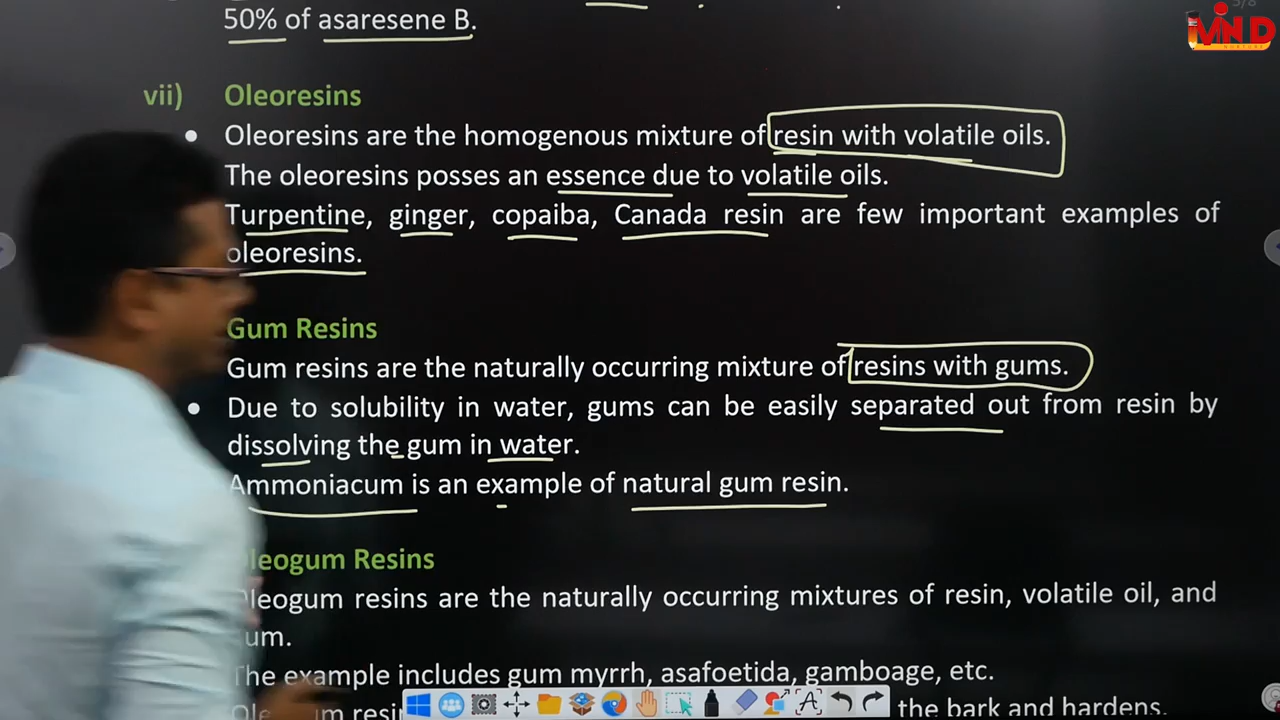 50% of asaresene B.
vii) Oleoresins
• Oleoresins are the homogenous mixture of resin with volatile oils.
The oleoresins posses an essence due to volatile oils.
Turpentine, ginger, copaiba, Canada resin are few important examples of
oleoresins.
Gum Resins
Gum resins are the naturally occurring mixture of resins with gums.
• Due to solubility in water, gums can be easily separated out from resin by
dissolving the gum in water.
Ammoniacum is an example of natural gum resin.
leogum Resins
leogum resins are the naturally occurring mixtures of resin, volatile oil, and
um.
The example includes gum myrrh, asafoetida, gamboage, etc.
the bark and hardens.
MIND